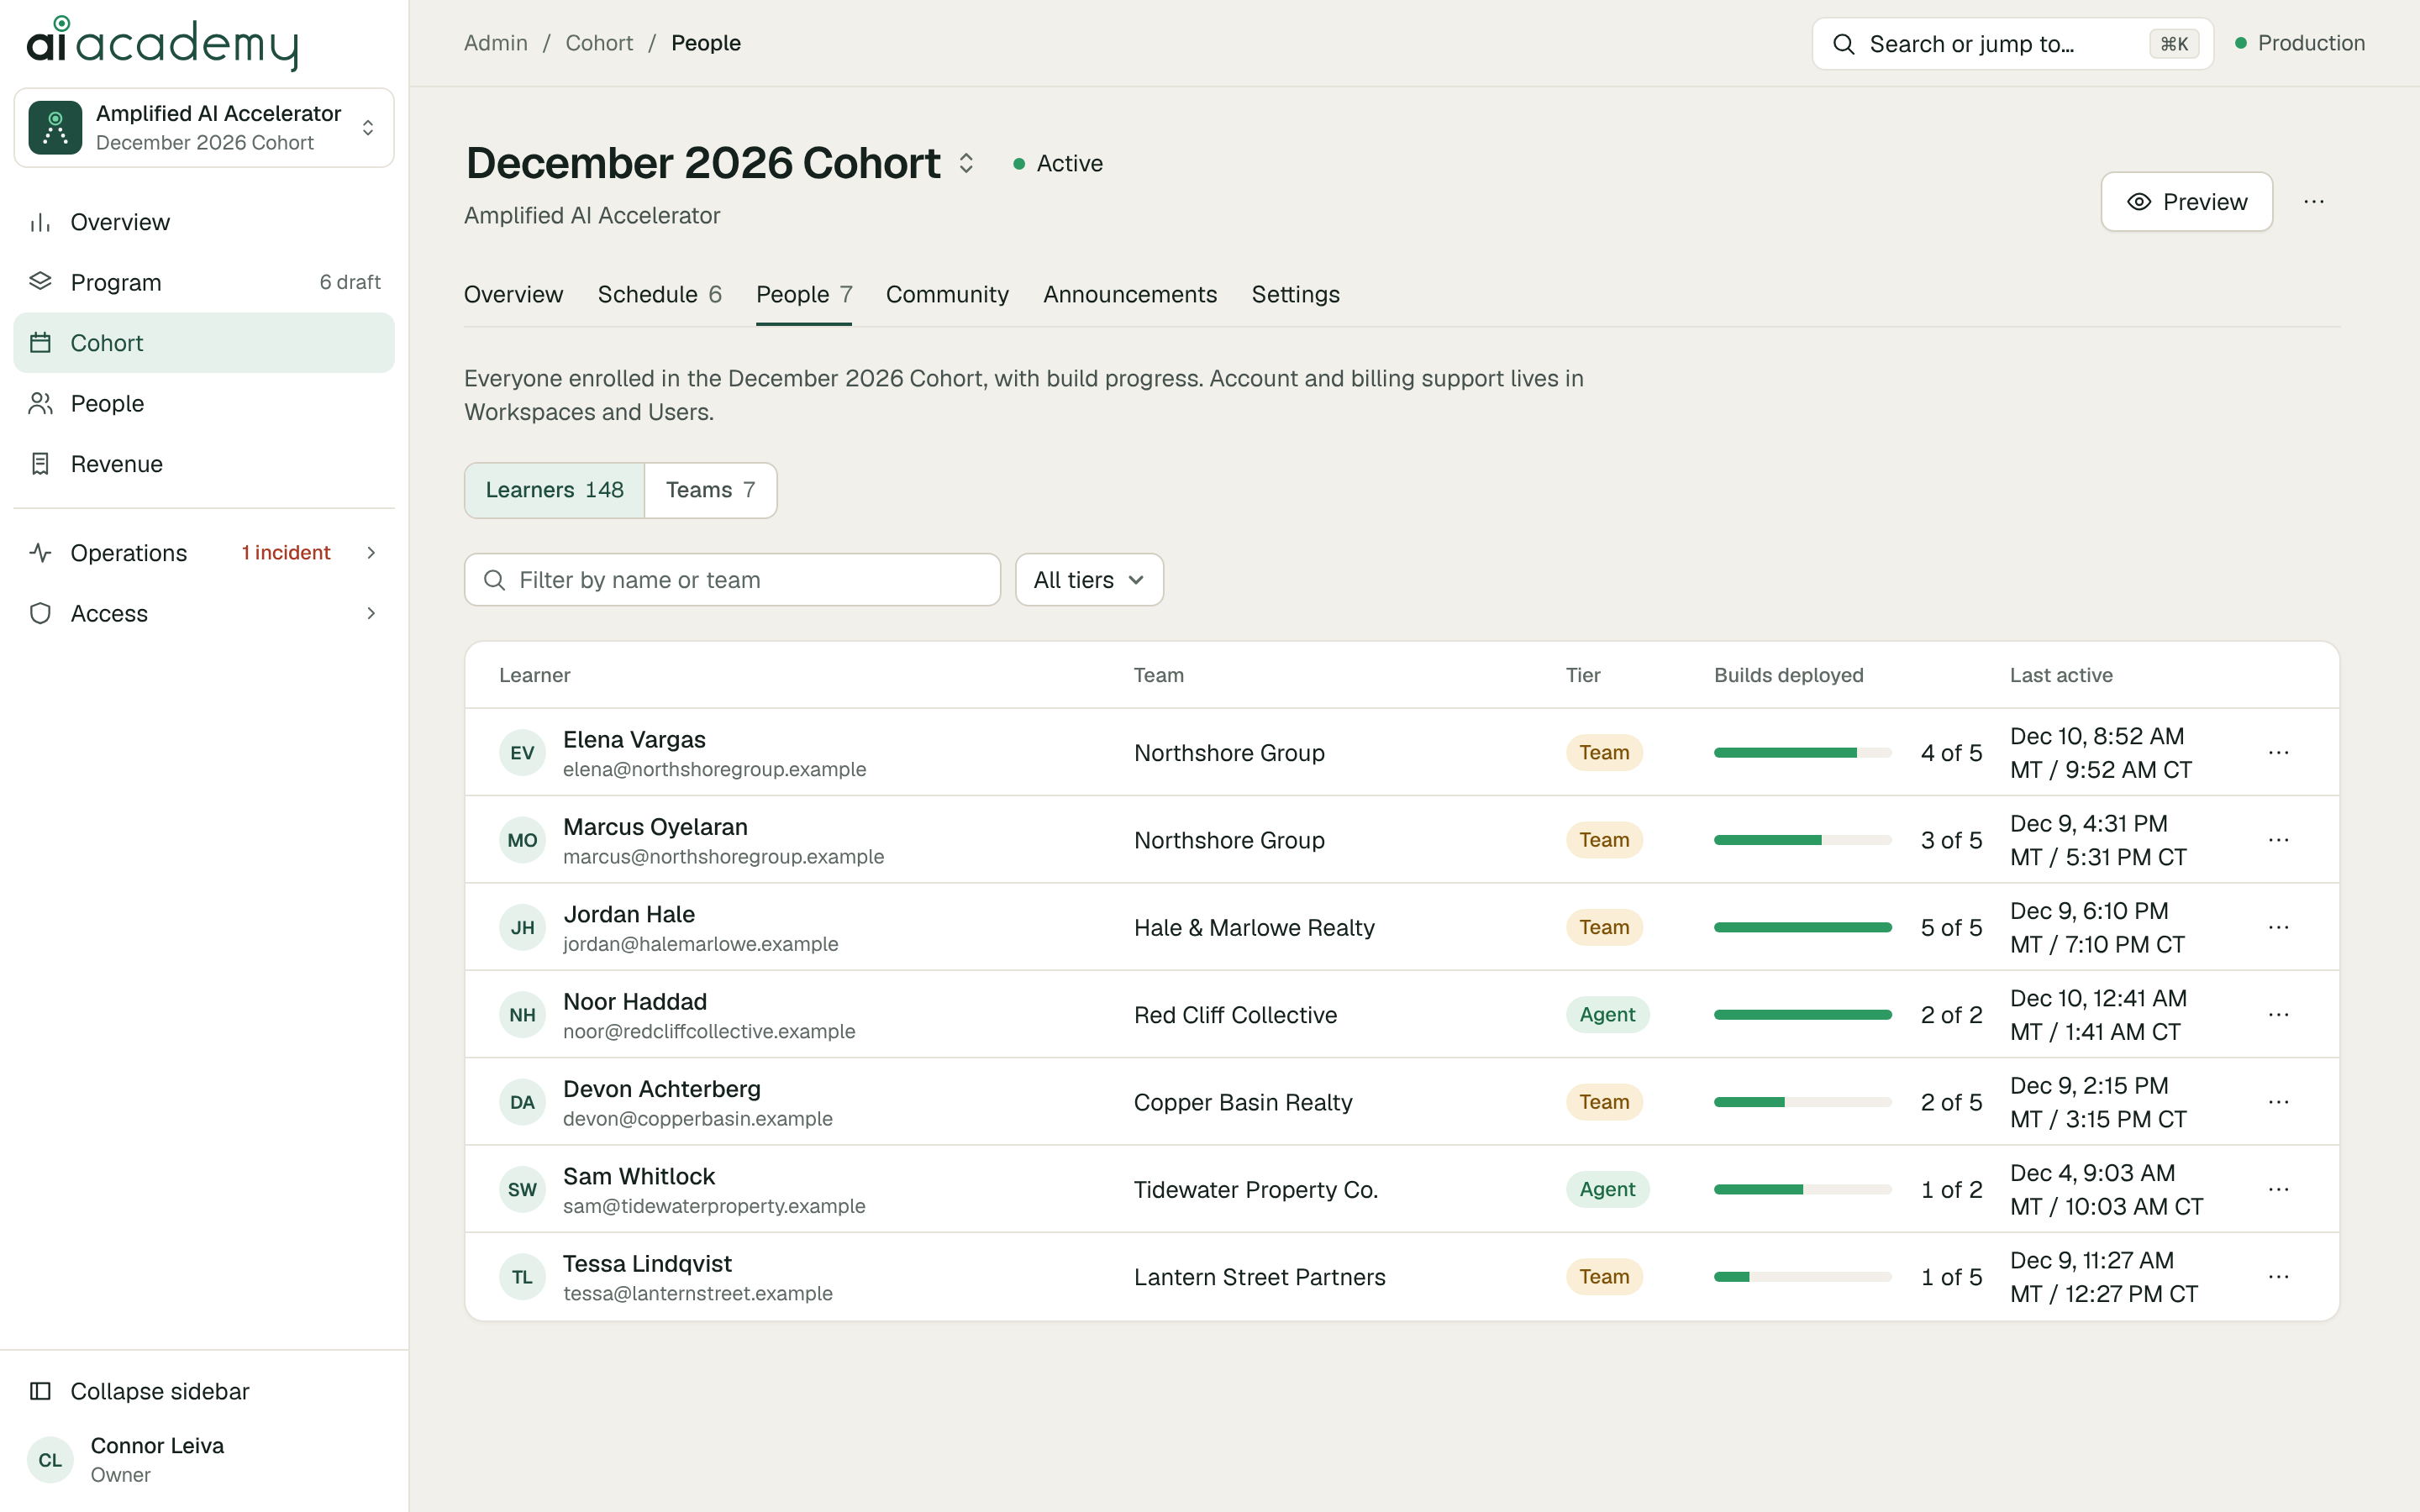 ai academy
Admin / Cohort / People
Search or jump to... ⌘K
Production
Amplified AI Accelerator
December 2026 Cohort
Overview
Program 6 draft
Cohort
People
Revenue
Operations 1 incident
Access
Collapse sidebar
CL
Connor Leiva
Owner
December 2026 Cohort
Active
Amplified AI Accelerator
Preview
Overview Schedule 6 People 7 Community Announcements Settings
Everyone enrolled in the December 2026 Cohort, with build progress. Account and billing support lives in
Workspaces and Users.
Learners 148 Teams 7
Filter by name or team
All tiers
Learner Team Tier Builds deployed Last active
EV
Elena Vargas
elena@northshoregroup.example
Northshore Group
Team
4 of 5
Dec 10, 8:52 AM
MT / 9:52 AM CT
MO
Marcus Oyelaran
marcus@northshoregroup.example
Northshore Group
Team
3 of 5
Dec 9, 4:31 PM
MT / 5:31 PM CT
JH
Jordan Hale
jordan@halemarlowe.example
Hale & Marlowe Realty
Team
5 of 5
Dec 9, 6:10 PM
MT / 7:10 PM CT
NH
Noor Haddad
noor@redcliffcollective.example
Red Cliff Collective
Agent
2 of 2
Dec 10, 12:41 AM
MT / 1:41 AM CT
DA
Devon Achterberg
devon@copperbasin.example
Copper Basin Realty
Team
2 of 5
Dec 9, 2:15 PM
MT / 3:15 PM CT
SW
Sam Whitlock
sam@tidewaterproperty.example
Tidewater Property Co.
Agent
1 of 2
Dec 4, 9:03 AM
MT / 10:03 AM CT
TL
Tessa Lindqvist
tessa@lanternstreet.example
Lantern Street Partners
Team
1 of 5
Dec 9, 11:27 AM
MT / 12:27 PM CT